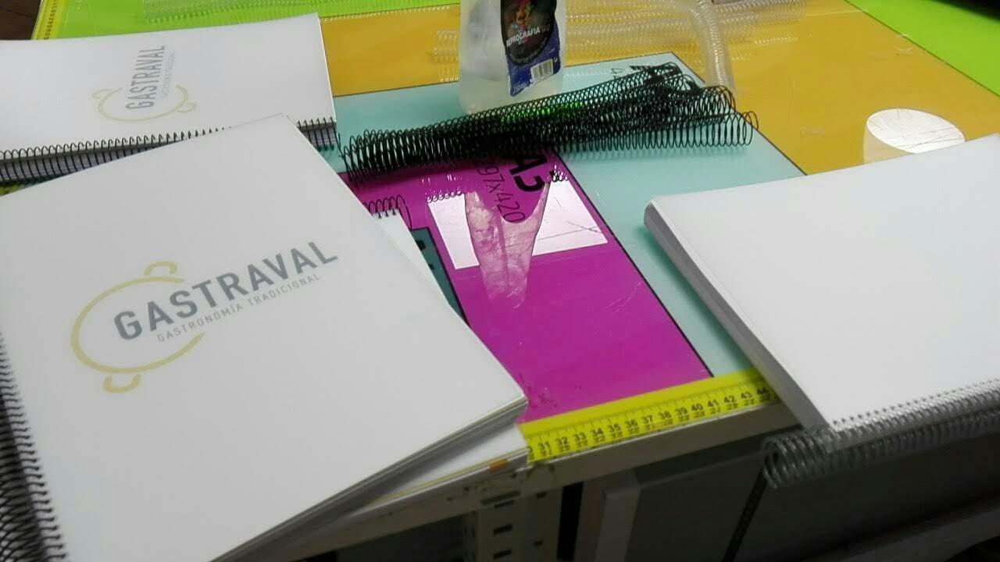 GASTRAVAL
REPROGRAFIA
A3
297x420
GASTRAVAL
GASTRONOMÍA TRADICIONAL
31 32 33 34 35 36 37 38 39 40 41 42 43 44